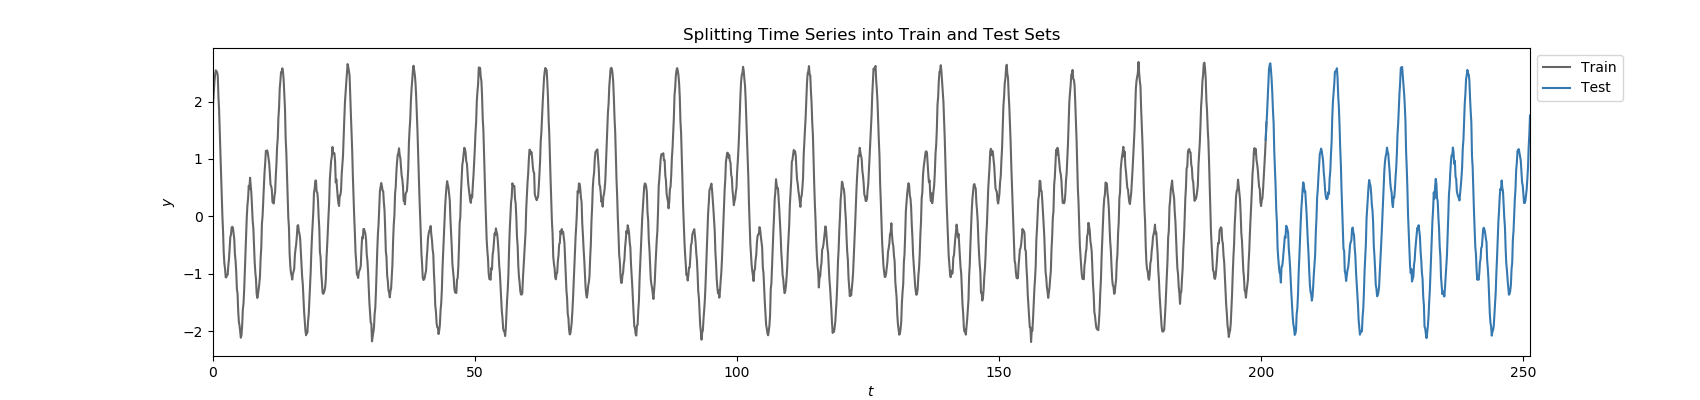 Splitting Time Series into Train and Test Sets
Train
Test
y
2
1
0
−1
−2
0 50 100 150 200 250
t